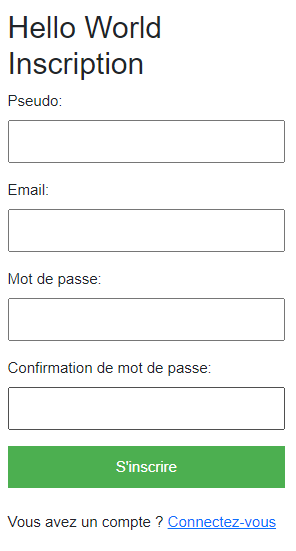 Hello World
Inscription
Pseudo:
Email:
Mot de passe:
Confirmation de mot de passe:
S'inscrire
Vous avez un compte ? Connectez-vous